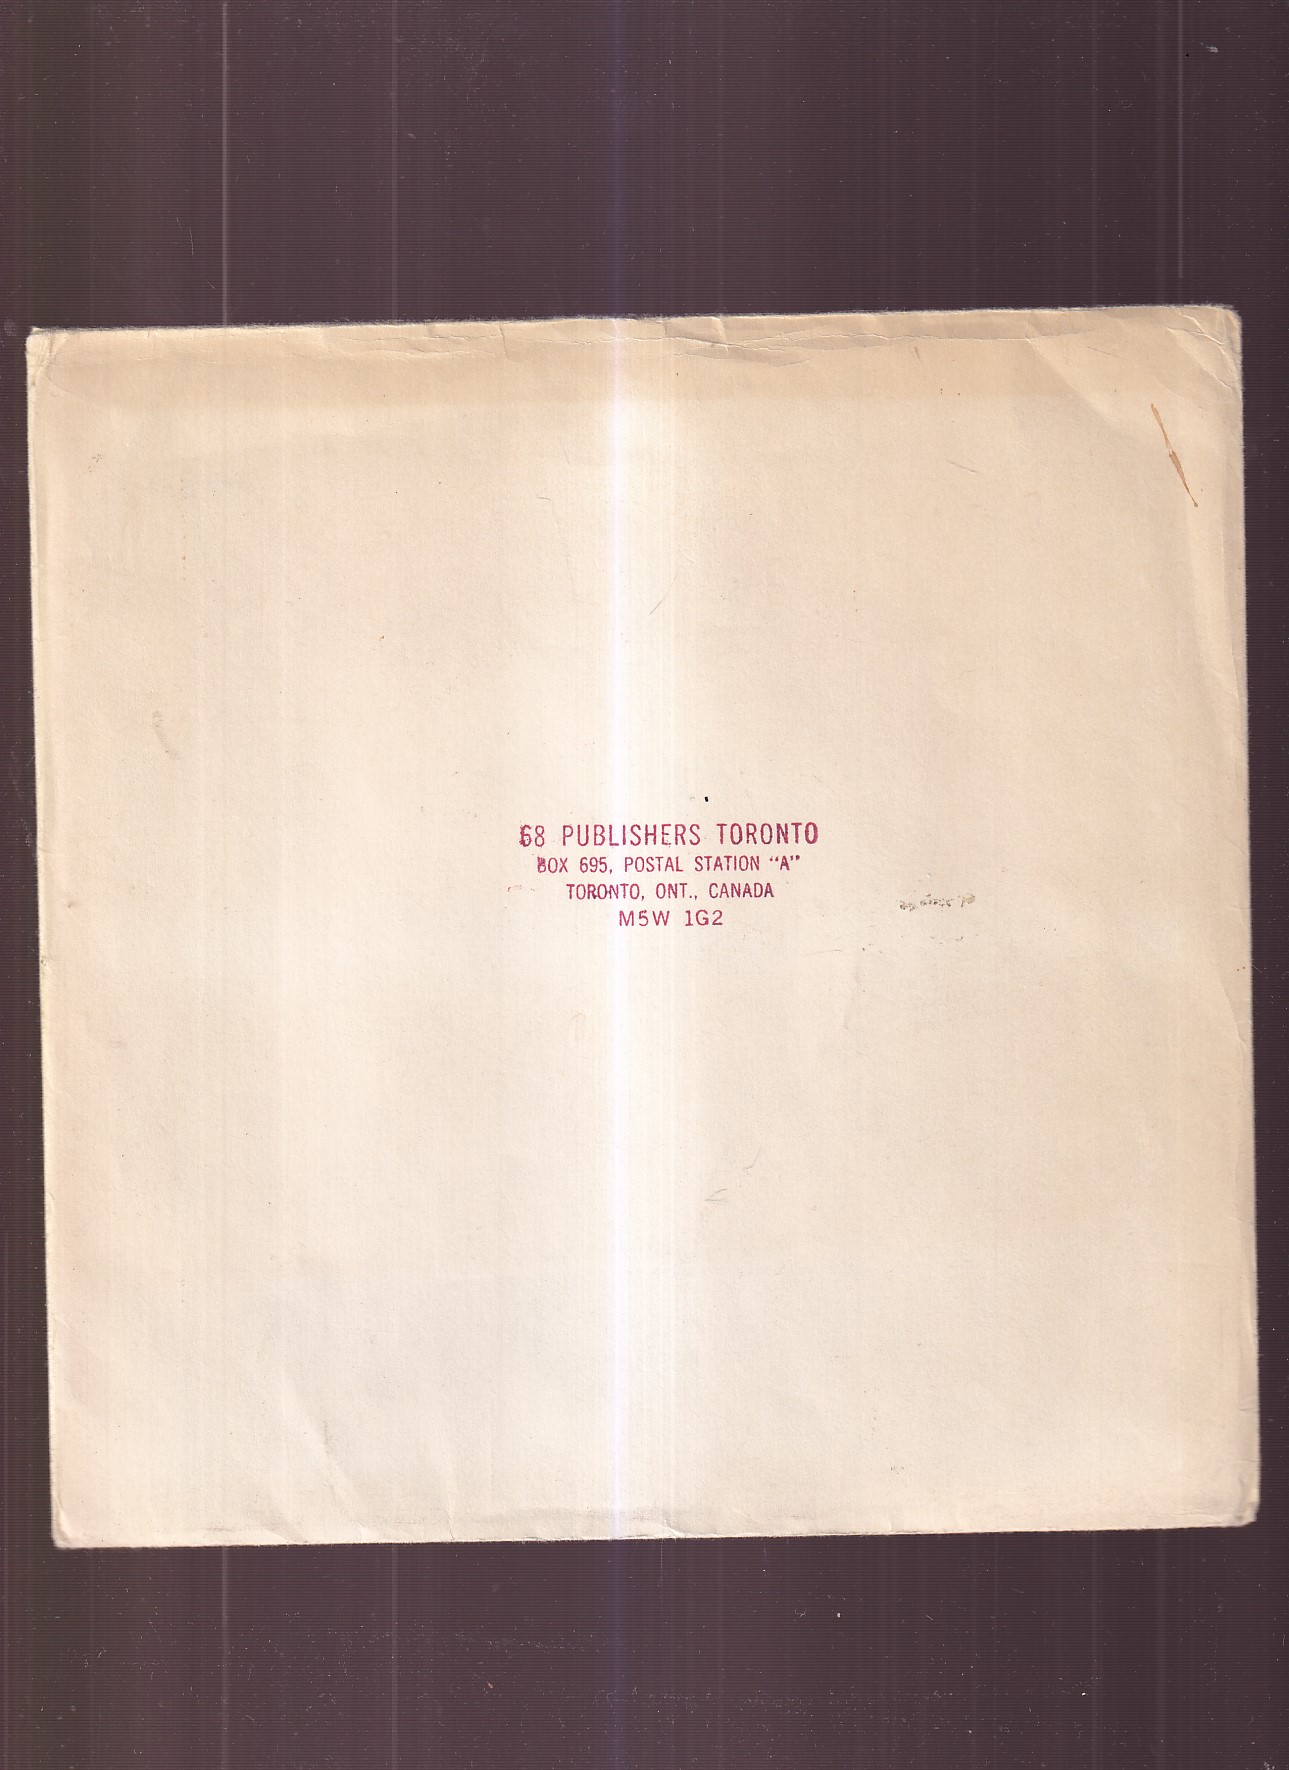 68 PUBLISHERS TORONTO
BOX 695, POSTAL STATION “A”
TORONTO, ONT., CANADA
M5W 1G2